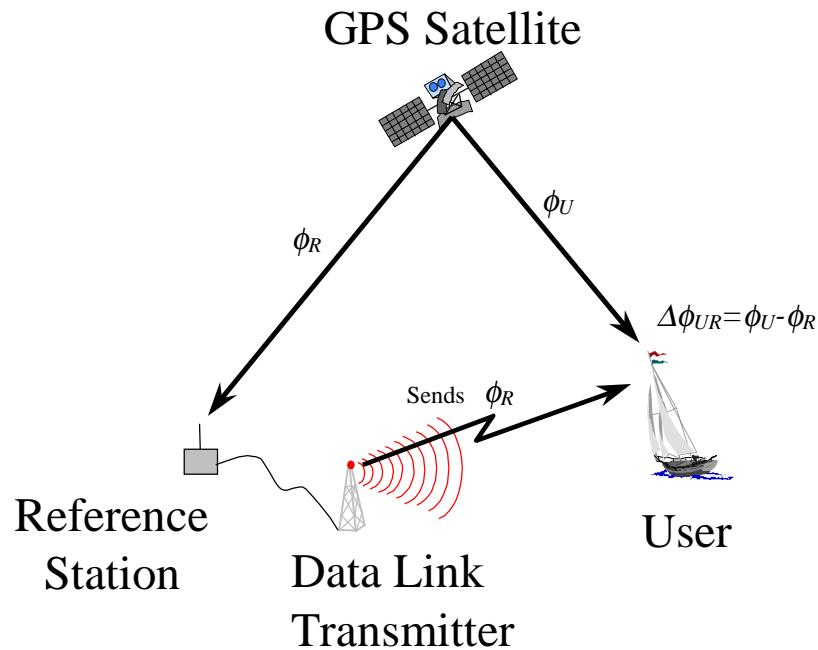 GPS Satellite
ϕR
ϕU
ΔϕUR=ϕU-ϕR
Sends ϕR
Reference
Station
Data Link
Transmitter
User